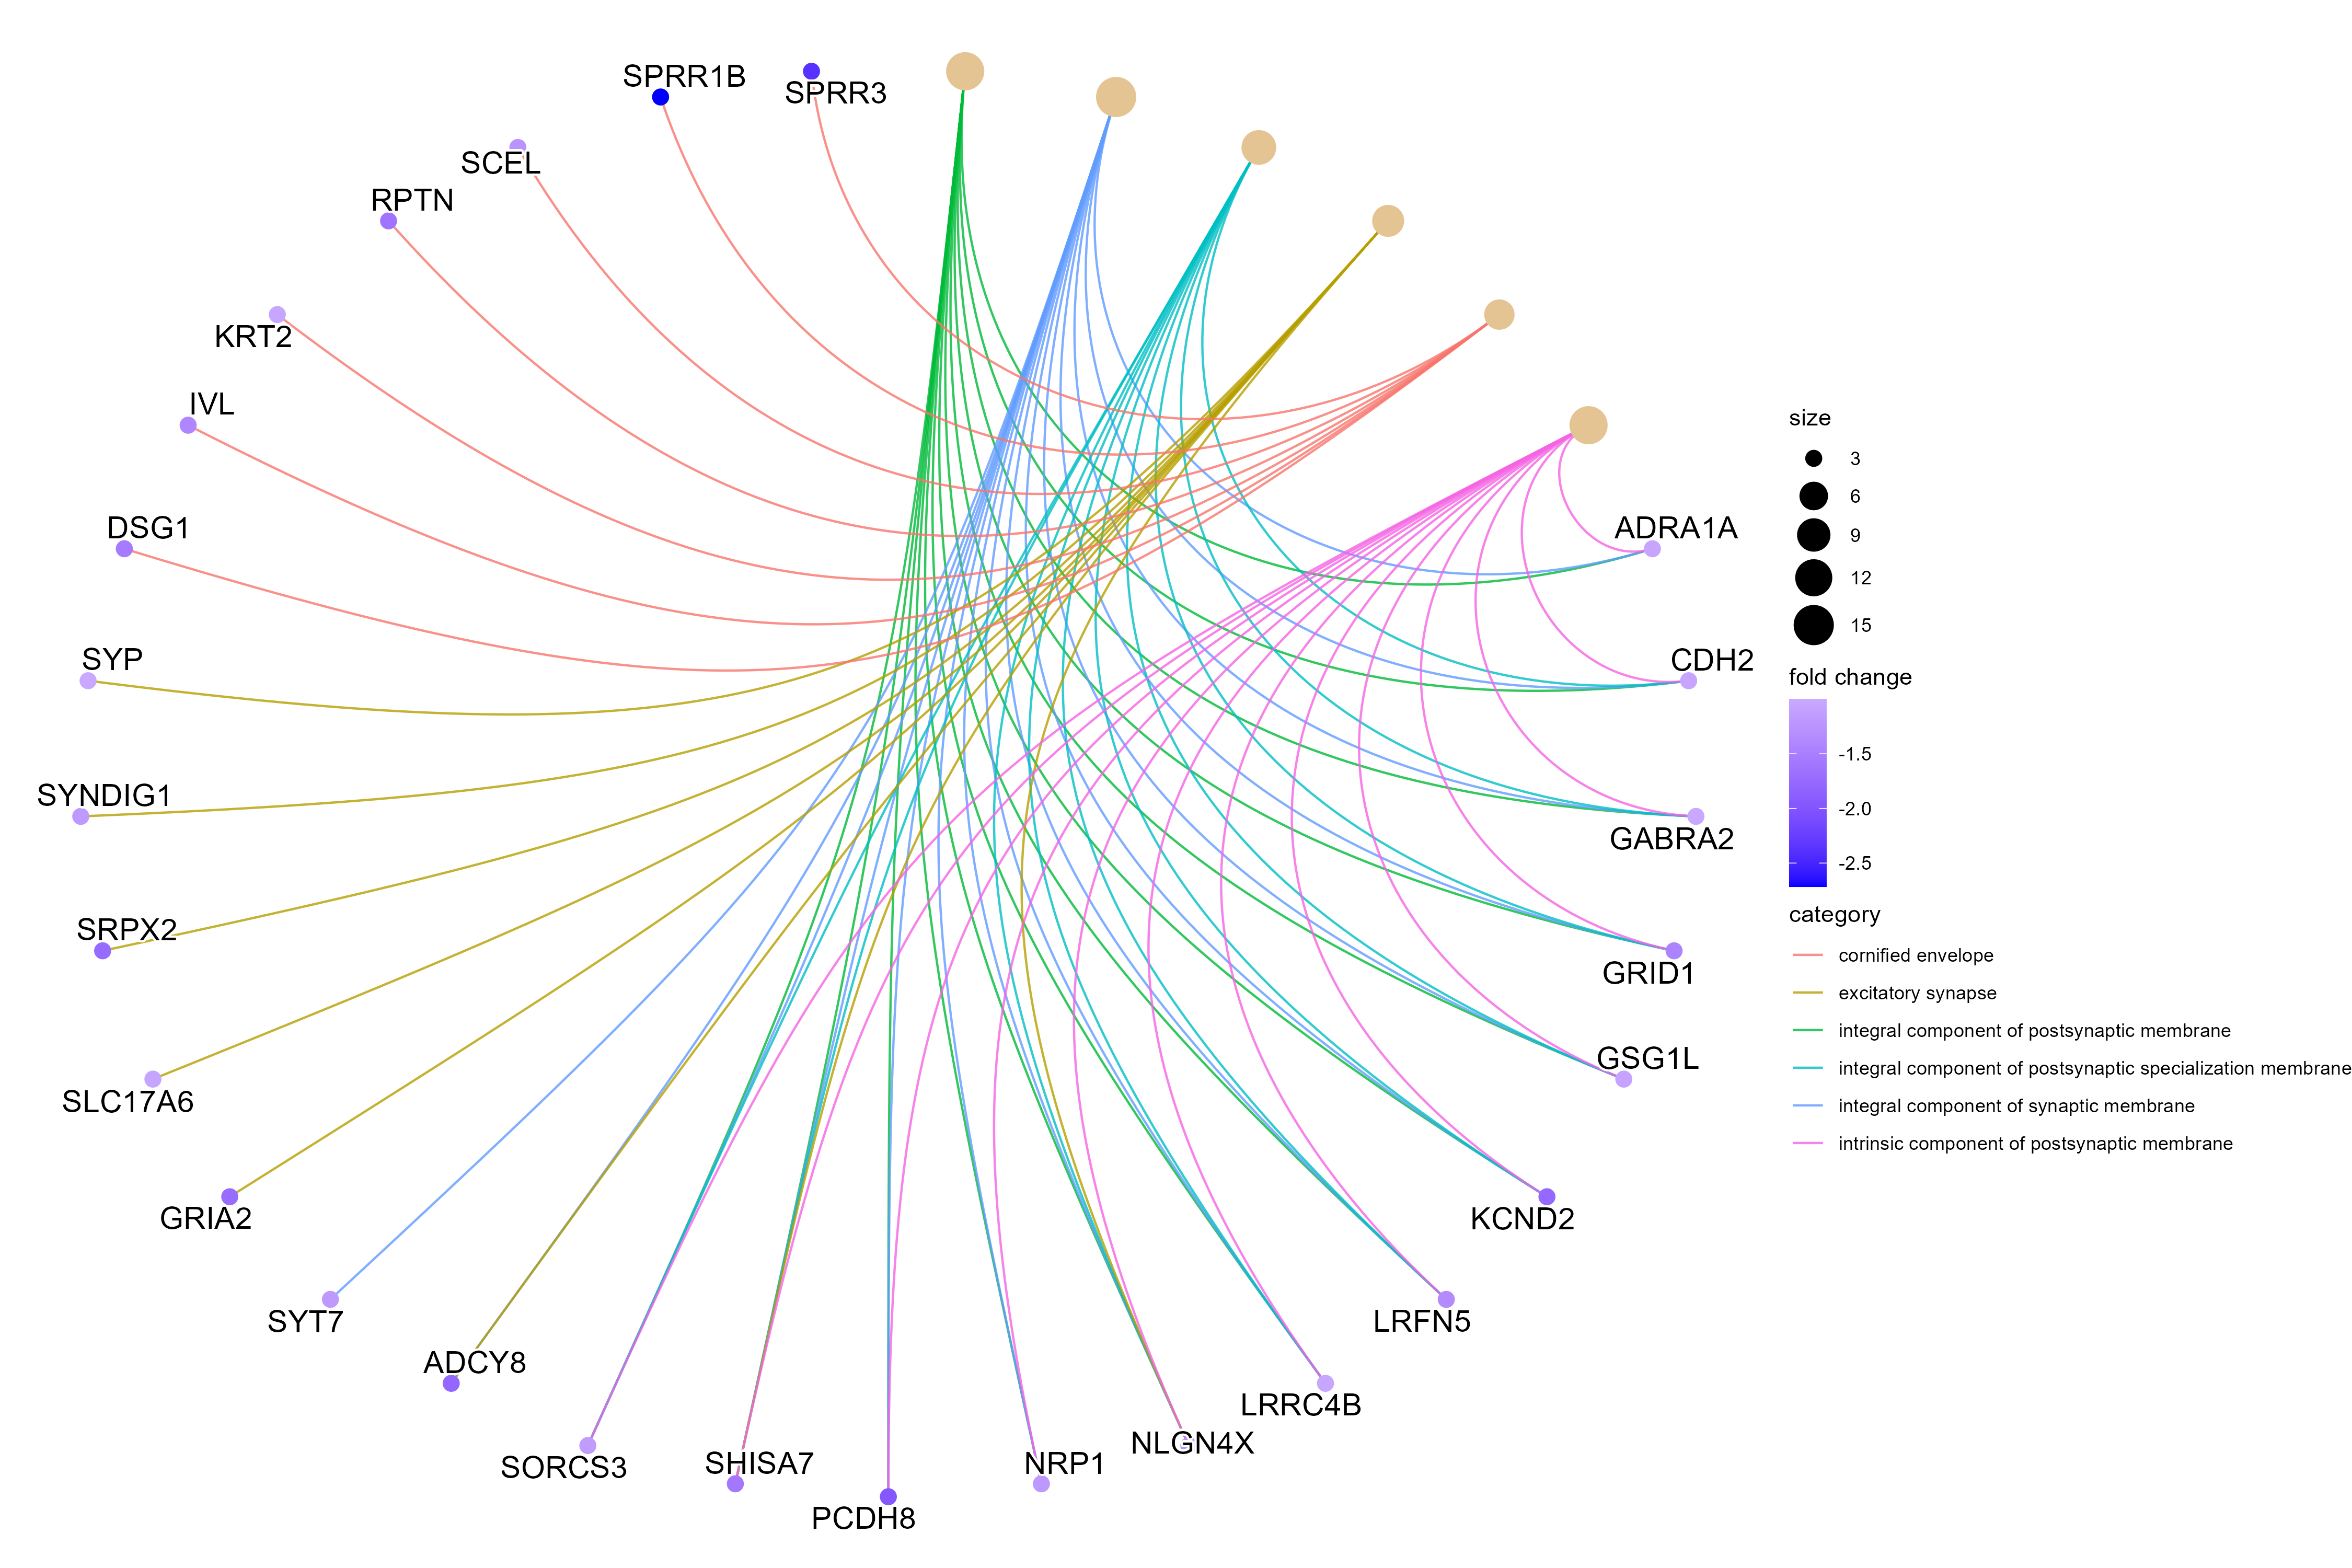 SPRR1B
SPRR3
SCEL
RPTN
KRT2
IVL
DSG1
SYP
SYNDIG1
SRPX2
SLC17A6
GRIA2
SYT7
ADCY8
SORCS3
SHISA7
PCDH8
NRP1
NLGN4X
LRRC4B
LRFN5
KCND2
GSG1L
GRID1
GABRA2
CDH2
ADRA1A
size
3
6
9
12
15
fold change
-1.5
-2.0
-2.5
category
cornified envelope
excitatory synapse
integral component of postsynaptic membrane
integral component of postsynaptic specialization membrane
integral component of synaptic membrane
intrinsic component of postsynaptic membrane